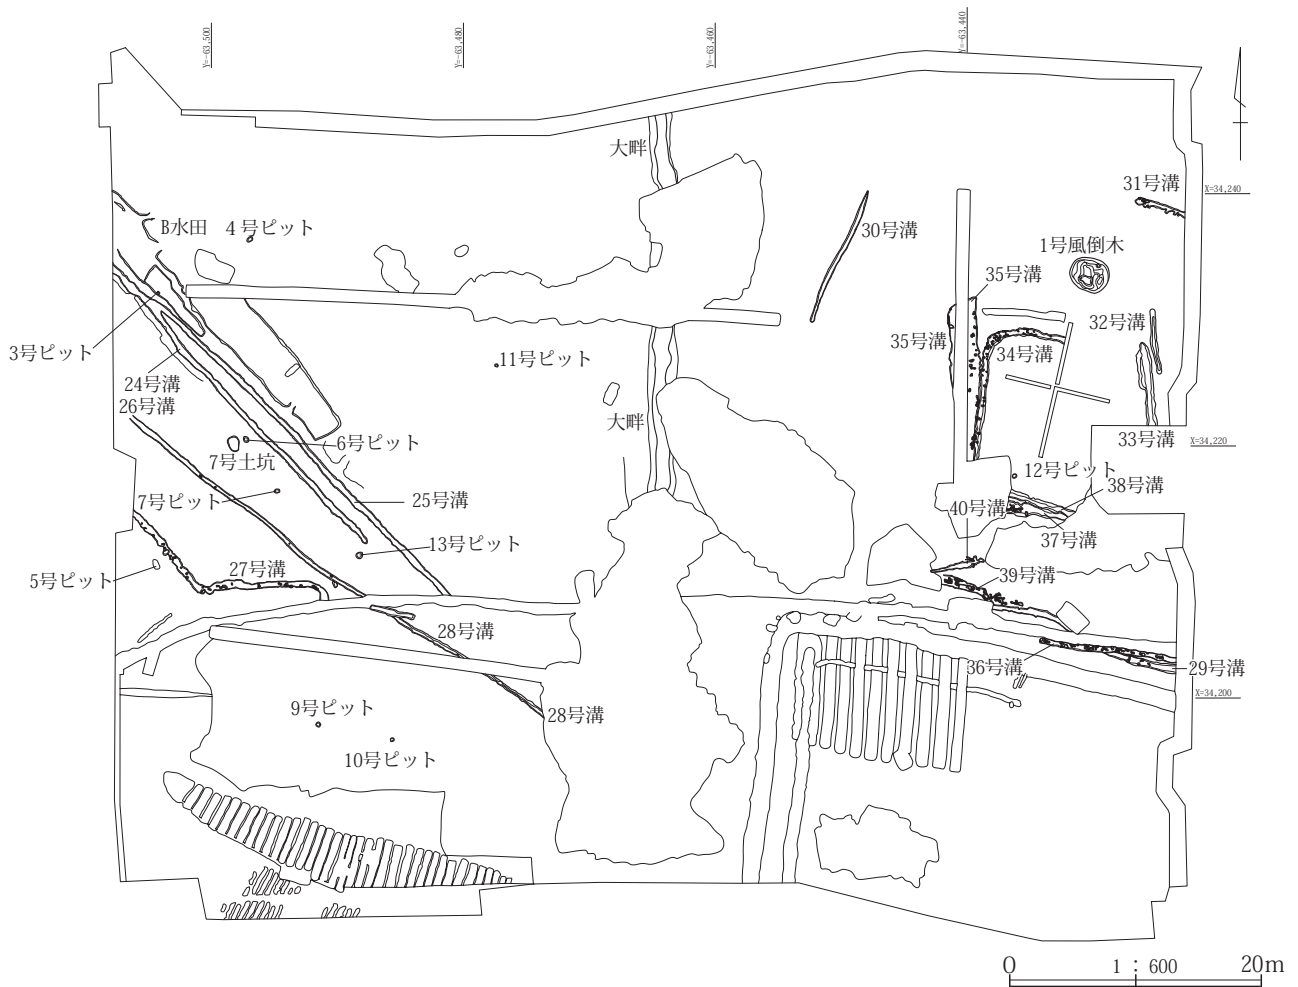 Y=-63,500
Y=-63,480
Y=-63,460
Y=-63,440
大畔
31号溝
X=34,240
B水田
4号ピット
30号溝
1号風倒木
35号溝
32号溝
3号ピット
35号溝
34号溝
11号ピット
24号溝
26号溝
大畔
33号溝
X=34,220
6号ピット
7号土坑
12号ピット
7号ピット
25号溝
38号溝
40号溝
37号溝
13号ピット
5号ピット
27号溝
39号溝
28号溝
36号溝
29号溝
X=34,200
9号ピット
28号溝
10号ピット
0
1 : 600
20m